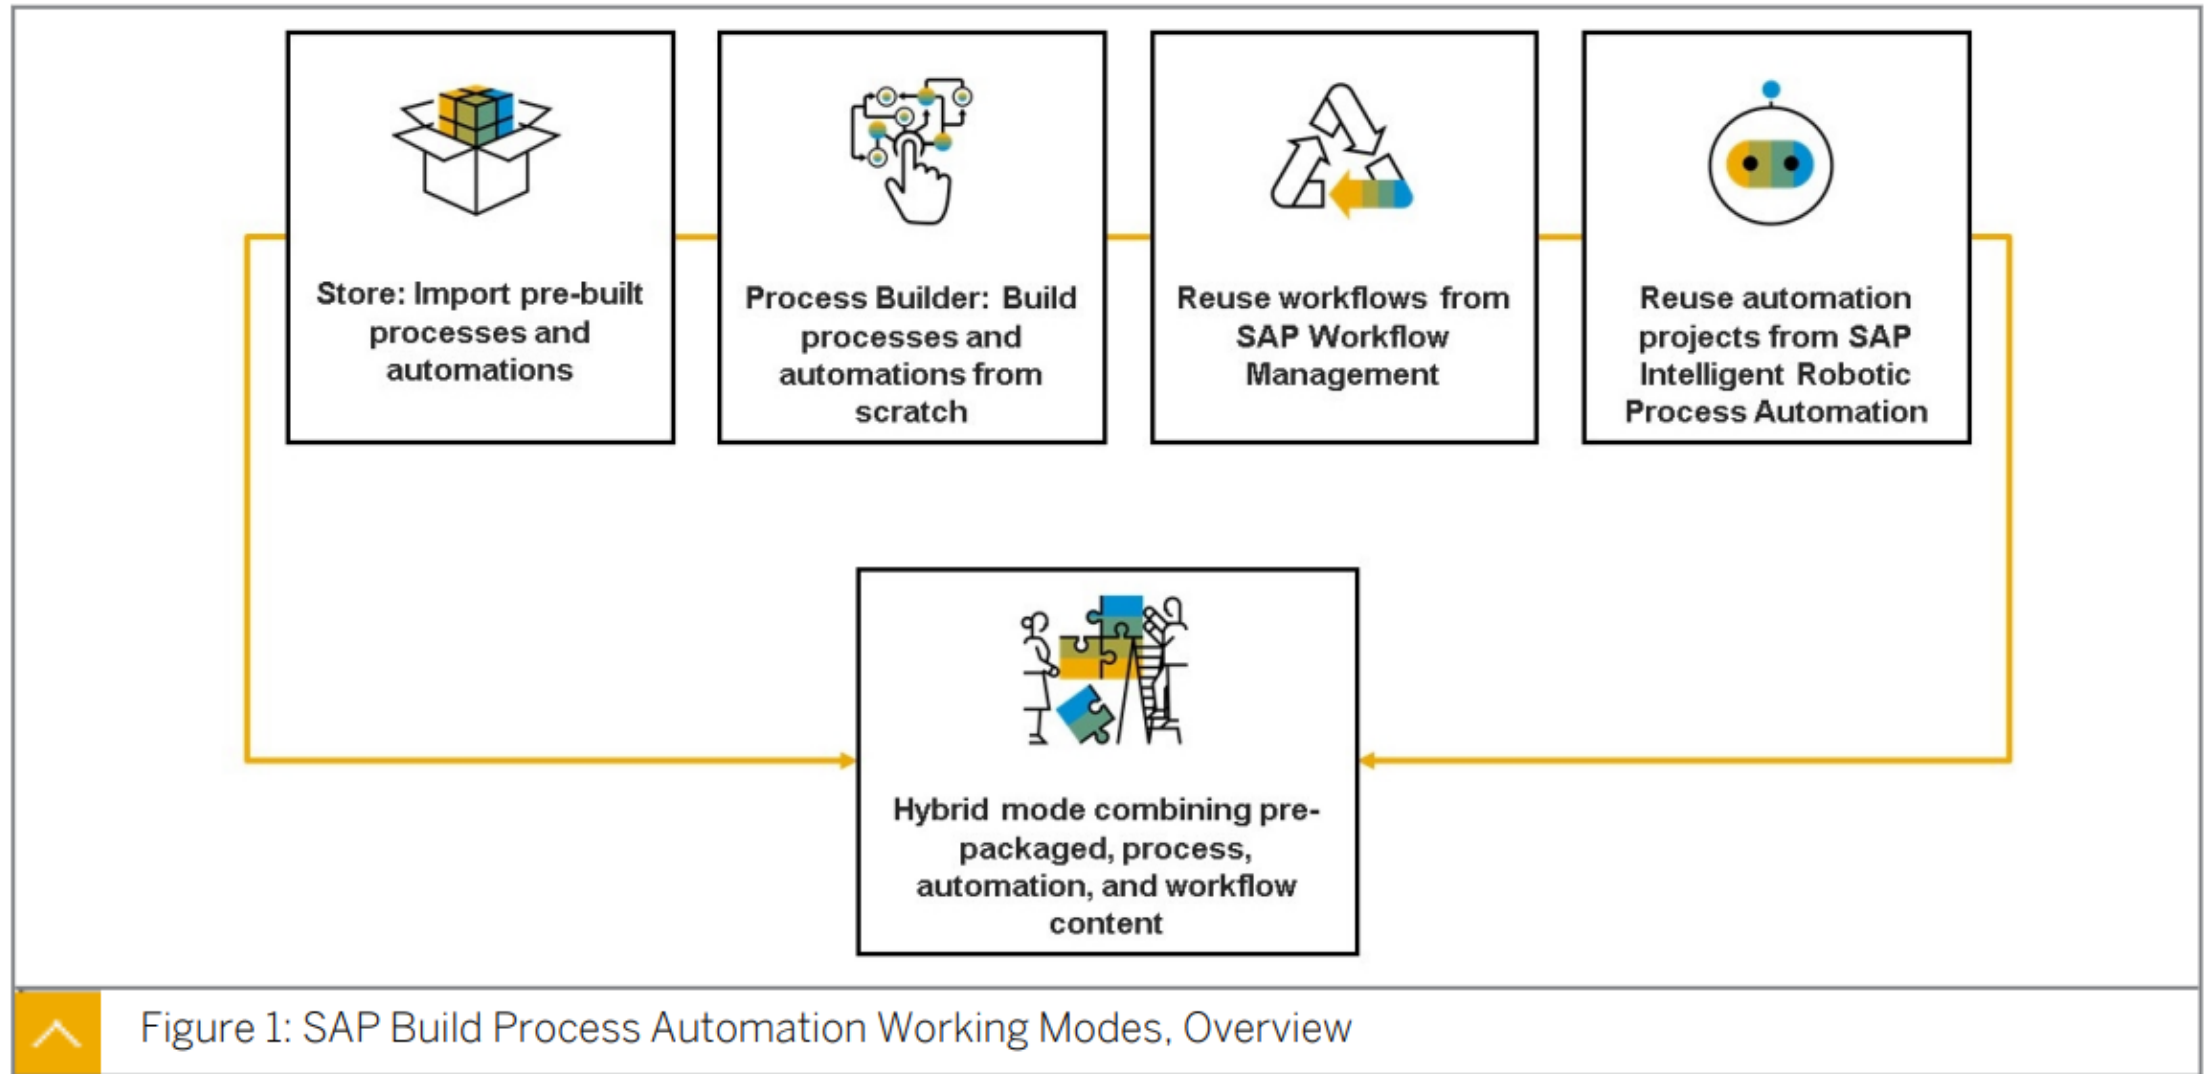 Store: Import pre-built
processes and
automations
Process Builder: Build
processes and
automations from
scratch
Reuse workflows from
SAP Workflow
Management
Reuse automation
projects from SAP
Intelligent Robotic
Process Automation
Hybrid mode combining pre-
packaged, process,
automation, and workflow
content
Figure 1: SAP Build Process Automation Working Modes, Overview